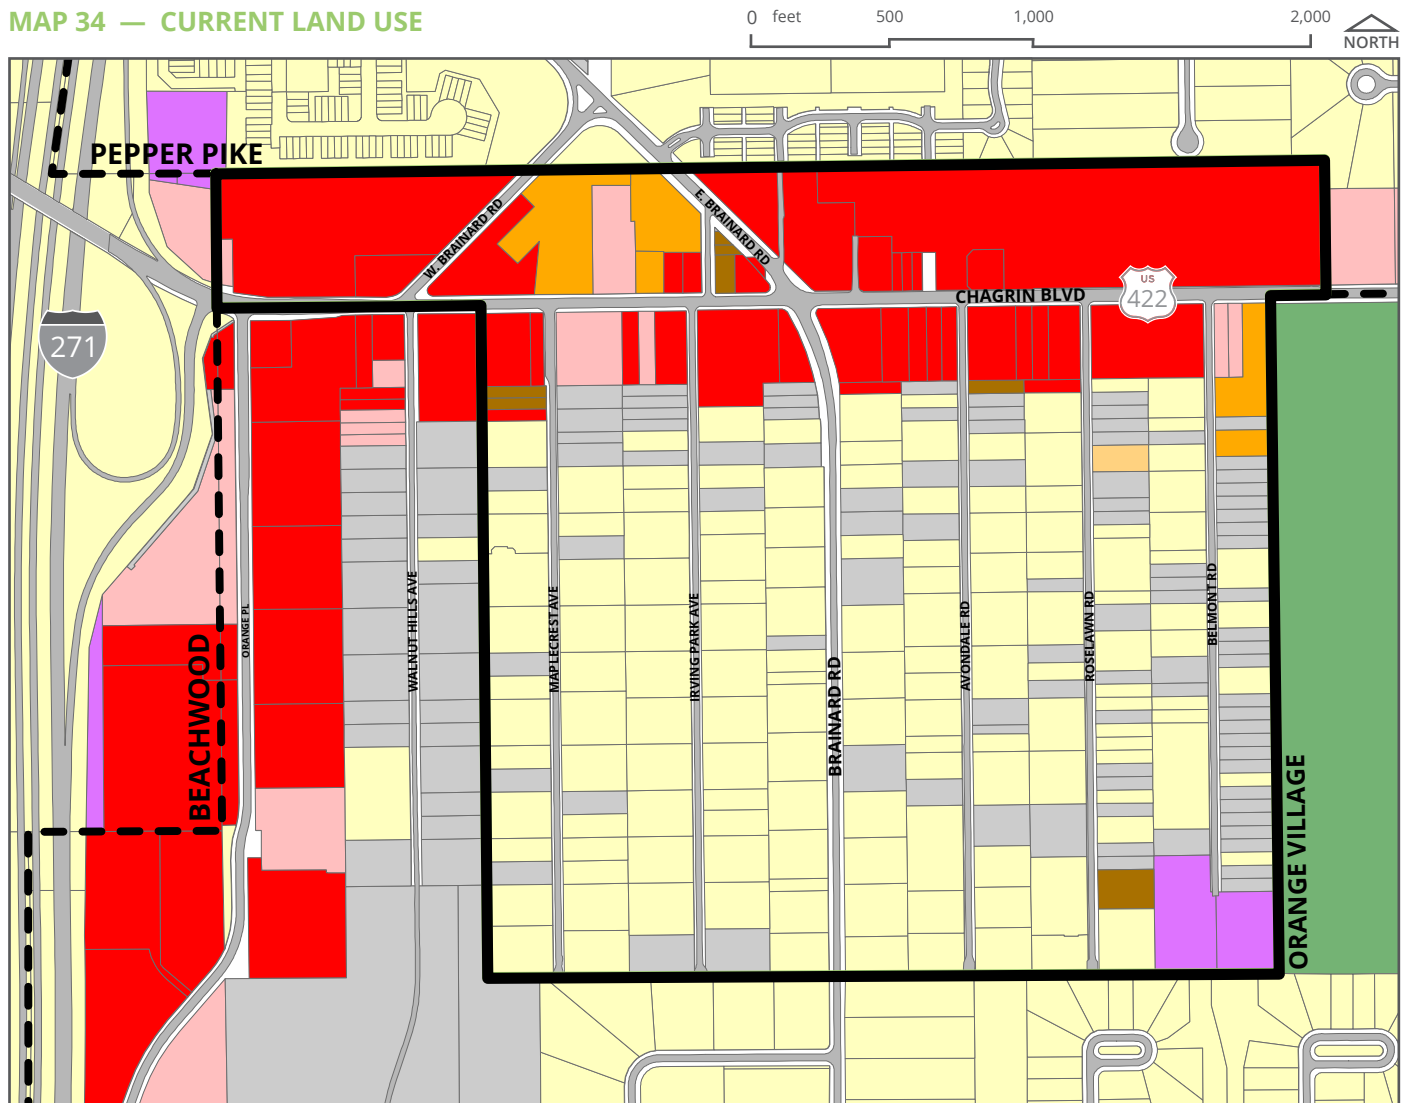 MAP 34 — CURRENT LAND USE
0 feet 500 1,000 2,000
NORTH
PEPPER PIKE
W. BRAINARD RD
E. BRAINARD RD
CHAGRIN BLVD
US
422
271
ORANGE PL
WALNUT HILLS AVE
MAPLECREST AVE
IRVING PARK AVE
BRAINARD RD
AVONDALE RD
ROSELAWN RD
BELMONT RD
BEACHWOOD
ORANGE VILLAGE